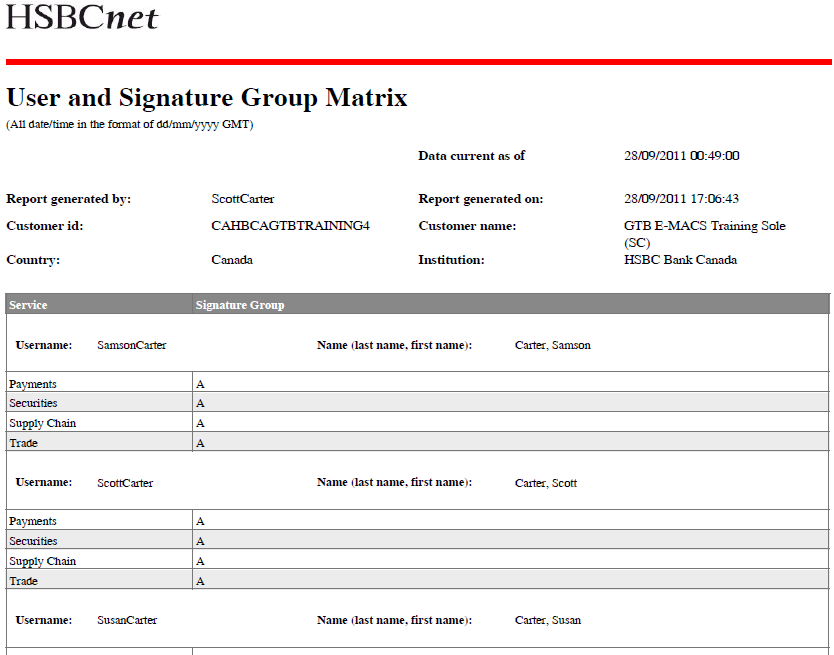 HSBCnet
User and Signature Group Matrix
(All date/time in the format of dd/mm/yyyy GMT)
Data current as of 28/09/2011 00:49:00
Report generated by: ScottCarter Report generated on: 28/09/2011 17:06:43
Customer id: CAHBCAGTBTRAINING4 Customer name: GTB E-MACS Training Sole
(SC)
Country: Canada Institution: HSBC Bank Canada
Service Signature Group
Username: SamsonCarter Name (last name, first name): Carter, Samson
Payments A
Securities A
Supply Chain A
Trade A
Username: ScottCarter Name (last name, first name): Carter, Scott
Payments A
Securities A
Supply Chain A
Trade A
Username: SusanCarter Name (last name, first name): Carter, Susan